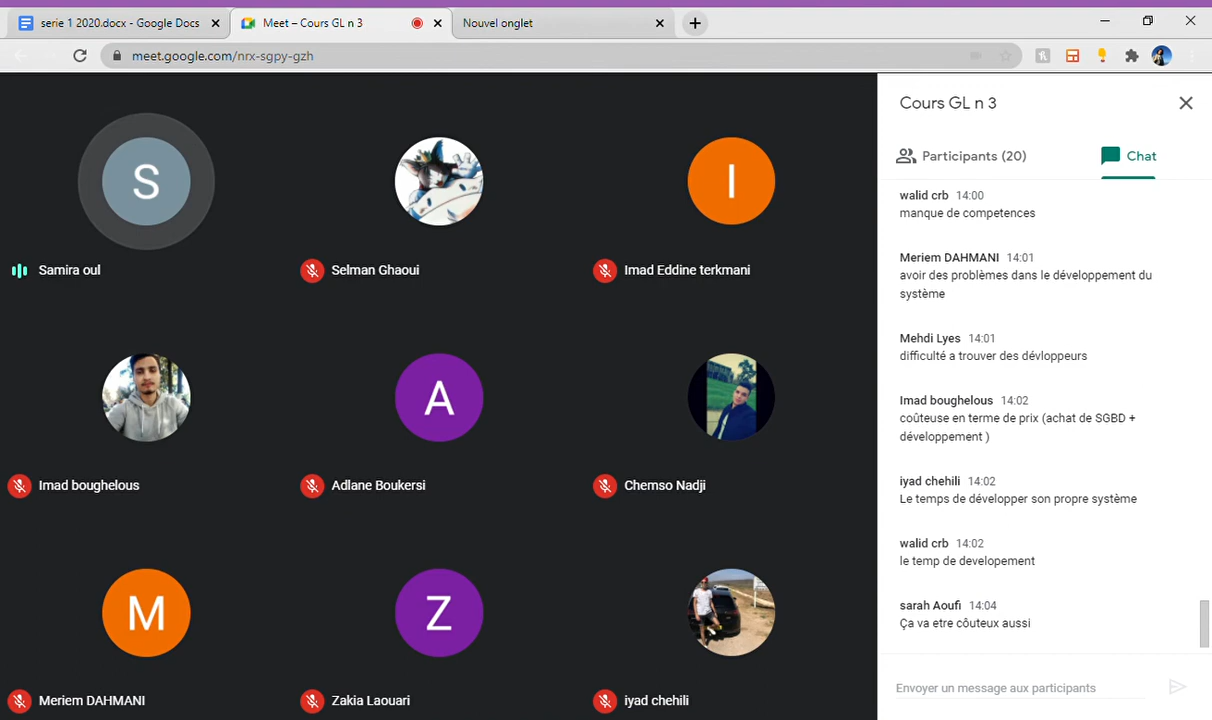 serie 1 2020.docx - Google Docs
Meet – Cours GL n 3
Nouvel onglet
meet.google.com/nrx-sgpy-gzh
S
I
Samira oul
Selman Ghaoui
Imad Eddine terkmani
A
Imad boughelous
Adlane Boukersi
Chemso Nadji
M
Z
Meriem DAHMANI
Zakia Laouari
iyad chehili
Cours GL n 3
Participants (20)
Chat
walid crb 14:00
manque de competences
Meriem DAHMANI 14:01
avoir des problèmes dans le développement du
système
Mehdi Lyes 14:01
difficulté a trouver des dévloppeurs
Imad boughelous 14:02
coûteuse en terme de prix (achat de SGBD +
développement )
iyad chehili 14:02
Le temps de développer son propre système
walid crb 14:02
le temp de developement
sarah Aoufi 14:04
Ça va etre côuteux aussi
Envoyer un message aux participants